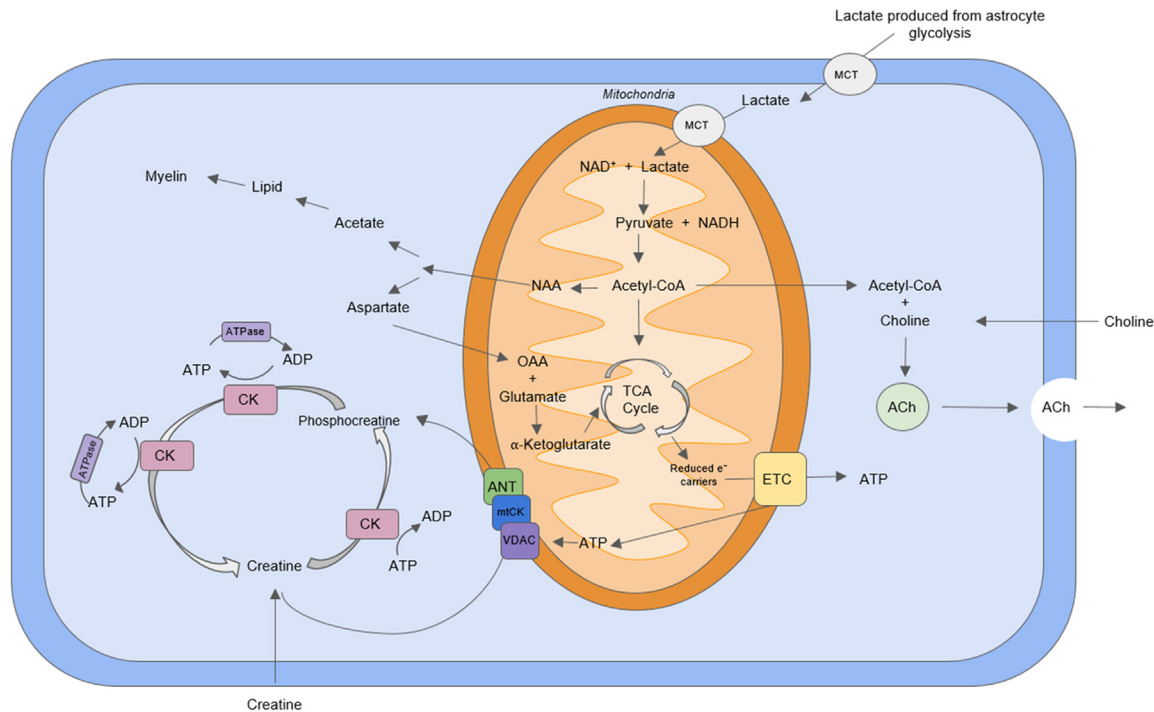 Lactate produced from astrocyte
glycolysis
MCT
Mitochondria
Lactate
MCT
NAD+ + Lactate
Myelin
Lipid
Acetate
Pyruvate + NADH
NAA
Acetyl-CoA
Acetyl-CoA
+
Choline
Choline
Aspartate
ATPase
ATP
ADP
OAA
+
Glutamate
TCA
Cycle
CK
Phosphocreatine
ACh
ACh
ADP
α-Ketoglutarate
ATPase
CK
Reduced e⁻
carriers
ETC
ATP
ANT
ATP
mtCK
CK
ADP
VDAC
ATP
Creatine
ATP
Creatine